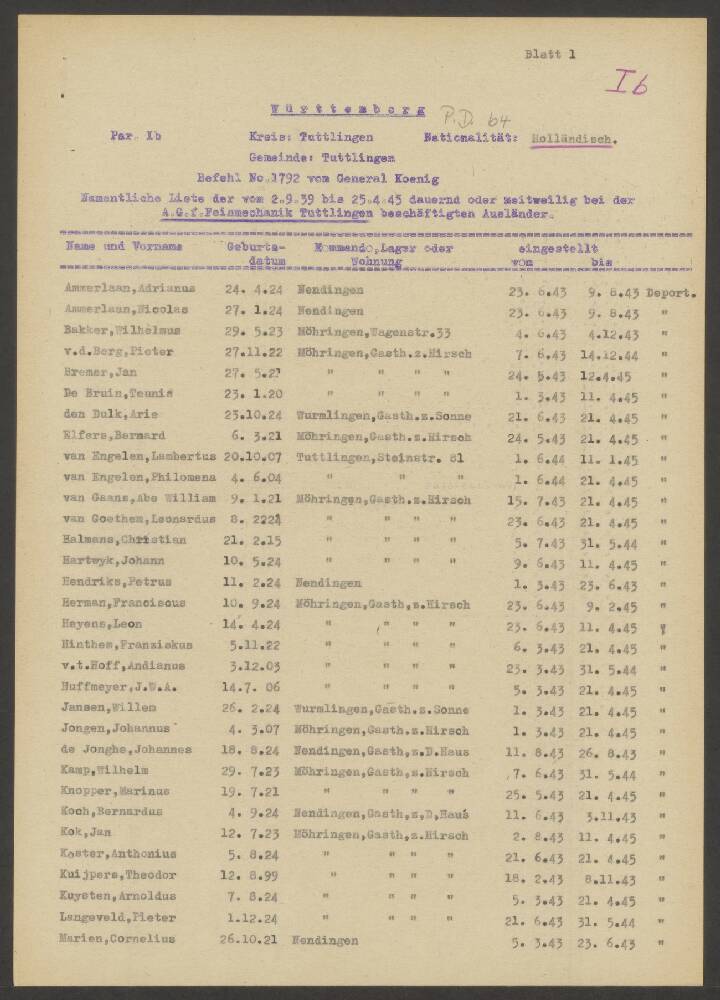 Blatt 1
Ib
Württemberg
P.D. 64
Par. Ib Kreis: Tuttlingen Nationalität: Holländisch.
Gemeinde: Tuttlingen
Befehl No.1792 vom General Koenig
Namentliche Liste der vom 2.9.39 bis 25.4.45 dauernd oder zeitweilig bei der
A.G.f.Feinmechanik Tuttlingen beschäftigten Ausländer.
Name und Vorname Geburts- Kommando,Lager oder eingestellt
datum Wohnung von bis
Ammerlaan,Adrianus 24. 4.24 Nendingen 23. 6.43 9. 8.43 Deport.
Ammerlaan,Nicolas 27. 1.24 Nendingen 23. 6.43 9. 8.43 "
Bakker,Wilhelmus 29. 5.23 Möhringen,Wagenstr.33 4. 6.43 4.12.43 "
v.d.Berg,Pieter 27.11.22 Möhringen,Gasth.z.Hirsch 7. 6.43 14.12.44 "
Bremer,Jan 27. 5.2 " " " " 24. 5.43 12.4.45 "
De Bruin,Teunis 23. 1.20 " " " " 1. 3.43 11. 4.45 "
den Dulk,Arie 23.10.24 Wurmlingen,Gasth.z.Sonne 21. 6.43 21. 4.45 "
Elfers,Bernard 6. 3.21 Möhringen,Gasth.z.Hirsch 24. 5.43 21. 4.45 "
van Engelen,Lambertus 20.10.07 Tuttlingen,Steinstr. 81 1. 6.44 11. 1.45 "
van Engelen,Philomena 4. 6.04 " " 1. 6.44 21. 4.45 "
van Gaans,Abe William 9. 1.21 Möhringen,Gasth.z.Hirsch 15. 7.43 21. 4.45 "
van Goethem,Leonardus 8. 2224 " " " " 23. 6.43 21. 4.45 "
Halmans,Christian 21. 2.15 " " " " 5. 7.43 31. 5.44 "
Hartwyk,Johann 10. 5.24 " " " " 9. 6.43 11. 4.45 "
Hendriks,Petrus 11. 2.24 Nendingen 1. 3.43 23. 6.43 "
Herman,Franciscus 10. 9.24 Möhringen,Gasth,z.Hirsch 23. 6.43 9. 2.45 "
Heyens,Leon 14. 4.24 " " " " 23. 6.43 11. 4.45 "
Hinthem,Franziskus 5.11.22 " " " " 6. 3.43 21. 4.45 "
v.t.Hoff,Andianus 3.12.03 " " " " 23. 3.43 31. 5.44 "
Huffmeyer,J.W.A. 14.7. 06 " " " " 5. 3.43 21. 4.45 "
Jansen,Willem 26. 2.24 Wurmlingen,Gasth.z.Sonne 1. 3.43 21. 4.45 "
Jongen,Johannus 4. 3.07 Möhringen,Gasth.z.Hirsch 1. 3.43 21. 4.45 "
de Jonghe,Johannes 18. 8.24 Nendingen,Gasth,z.D.Haus 11. 8.43 26. 8.43 "
Kamp,Wilhelm 29. 7.23 Möhringen,Gasth,z.Hirsch 7. 6.43 31. 5.44 "
Knopper,Marinus 19. 7.21 " " " " 25. 5.43 21. 4.45 "
Koch,Bernardus 4. 9.24 Nendingen,Gasth,z,D,Haus 11. 6.43 3.11.43 "
Kok,Jan 12. 7.23 Möhringen,Gasth.z.Hirsch 2. 8.43 11. 4.45 "
Koster,Anthonius 5. 8.24 " " " " 21. 6.43 21. 4.45 "
Kuijpers,Theodor 12. 8.99 " " " " 18. 2.43 8.11.43 "
Kuysten,Arnoldus 7. 8.24 " " " " 5. 3.43 21. 4.45 "
Langeveld,Pieter 1.12.24 " " " " 21. 6.43 31. 5.44 "
Marien,Cornelius 26.10.21 Nendingen 5. 3.43 23. 6.43 "